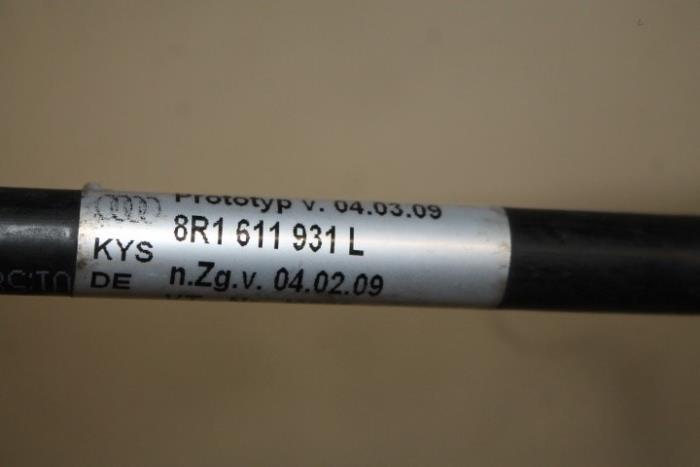 Prototyp v. 04.03.09
KYS 8R1 611 931 L
DE n.Zg.v. 04.02.09